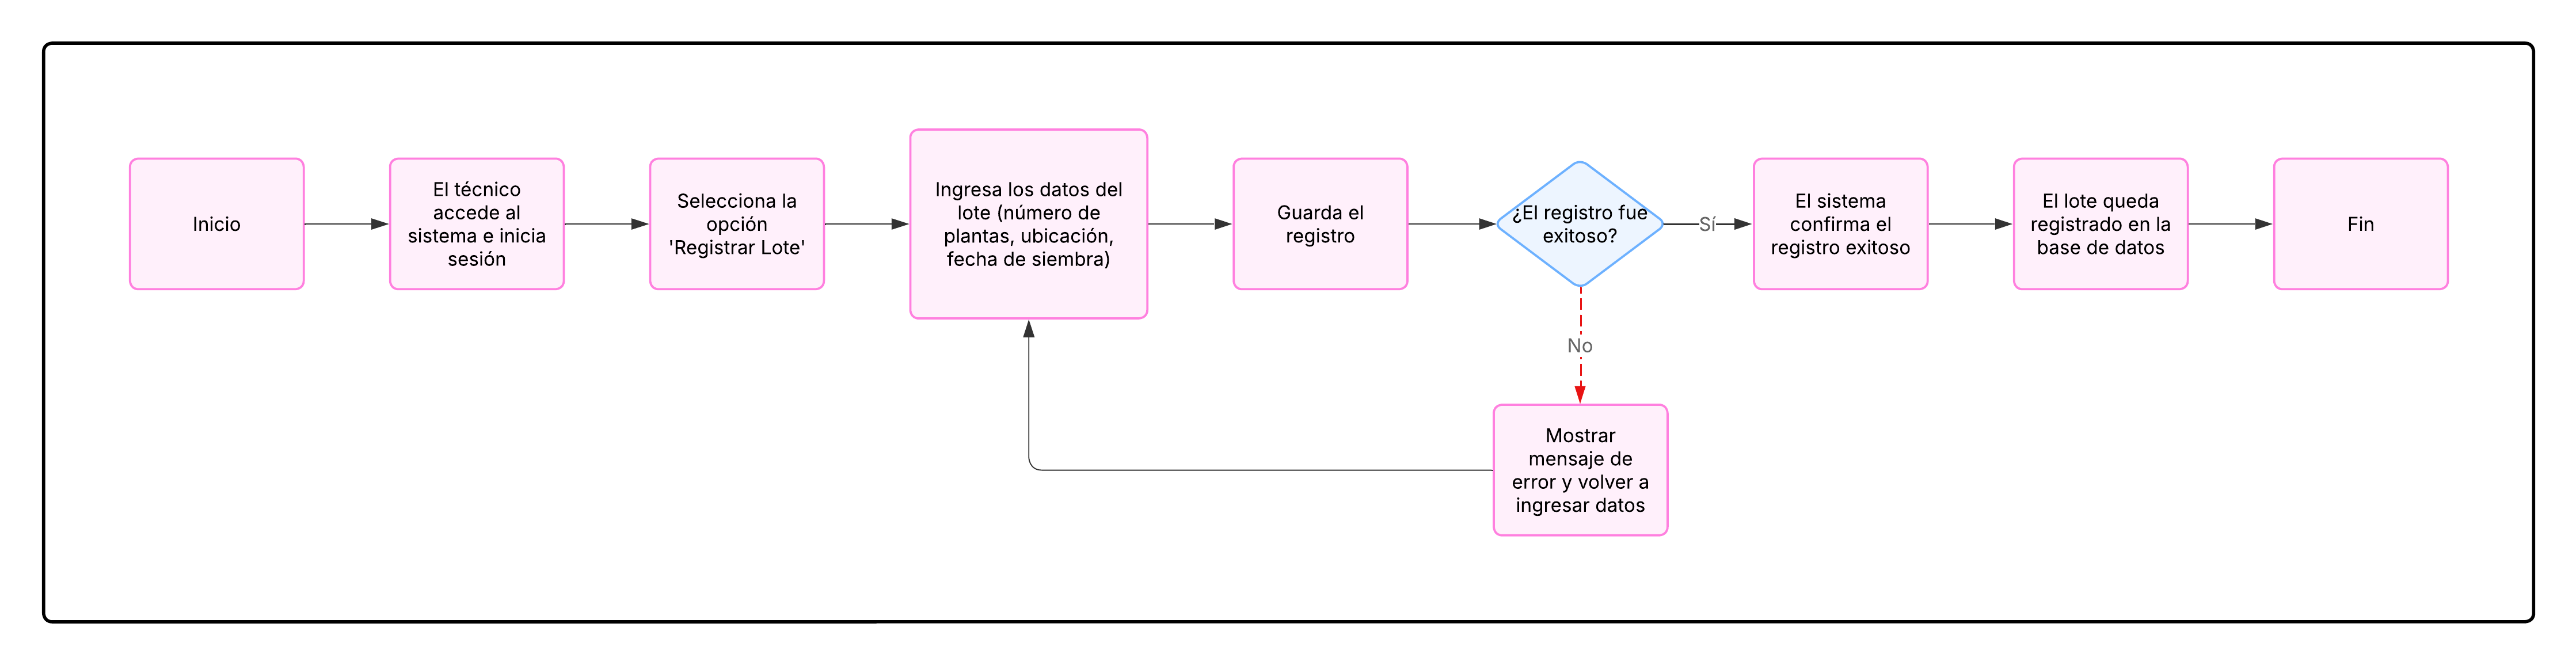 Inicio
El técnico
accede al
sistema e inicia
sesión
Selecciona la
opción
'Registrar Lote'
Ingresa los datos del
lote (número de
plantas, ubicación,
fecha de siembra)
Guarda el
registro
¿El registro fue
exitoso?
Sí
El sistema
confirma el
registro exitoso
El lote queda
registrado en la
base de datos
Fin
No
Mostrar
mensaje de
error y volver a
ingresar datos